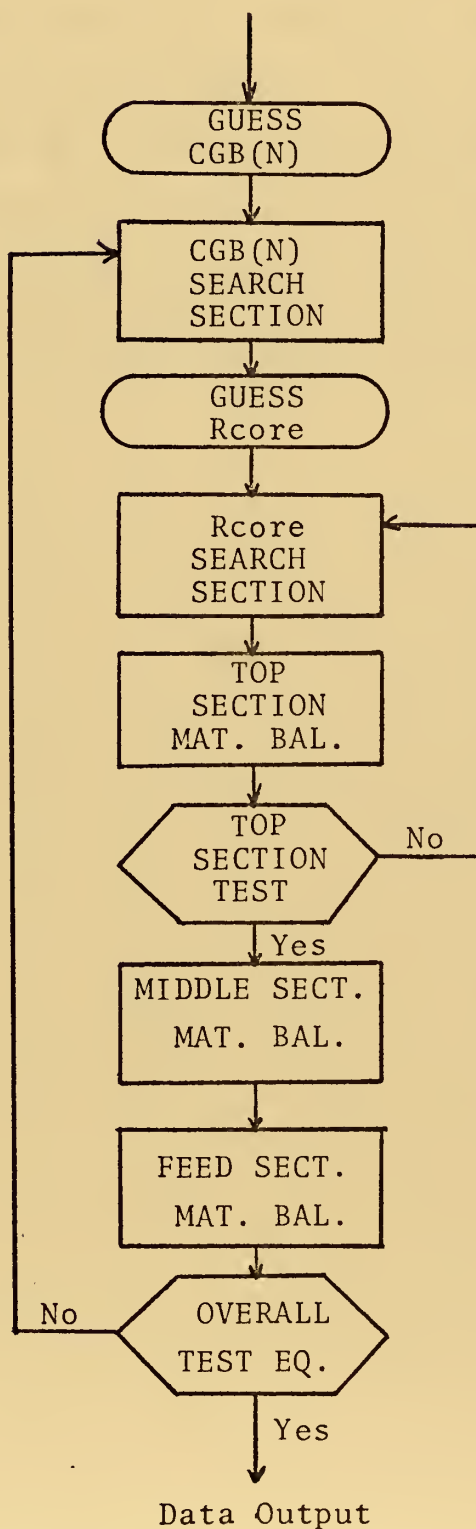 GUESS
CGB(N)
CGB(N)
SEARCH
SECTION
GUESS
Rcore
Rcore
SEARCH
SECTION
TOP
SECTION
MAT. BAL.
TOP
SECTION
TEST
No
Yes
MIDDLE SECT.
MAT. BAL.
FEED SECT.
MAT. BAL.
No
OVERALL
TEST EQ.
Yes
Data Output